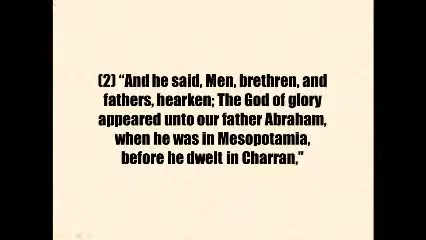 (2) “And he said, Men, brethren, and
fathers, hearken; The God of glory
appeared unto our father Abraham,
when he was in Mesopotamia,
before he dwelt in Charran,”